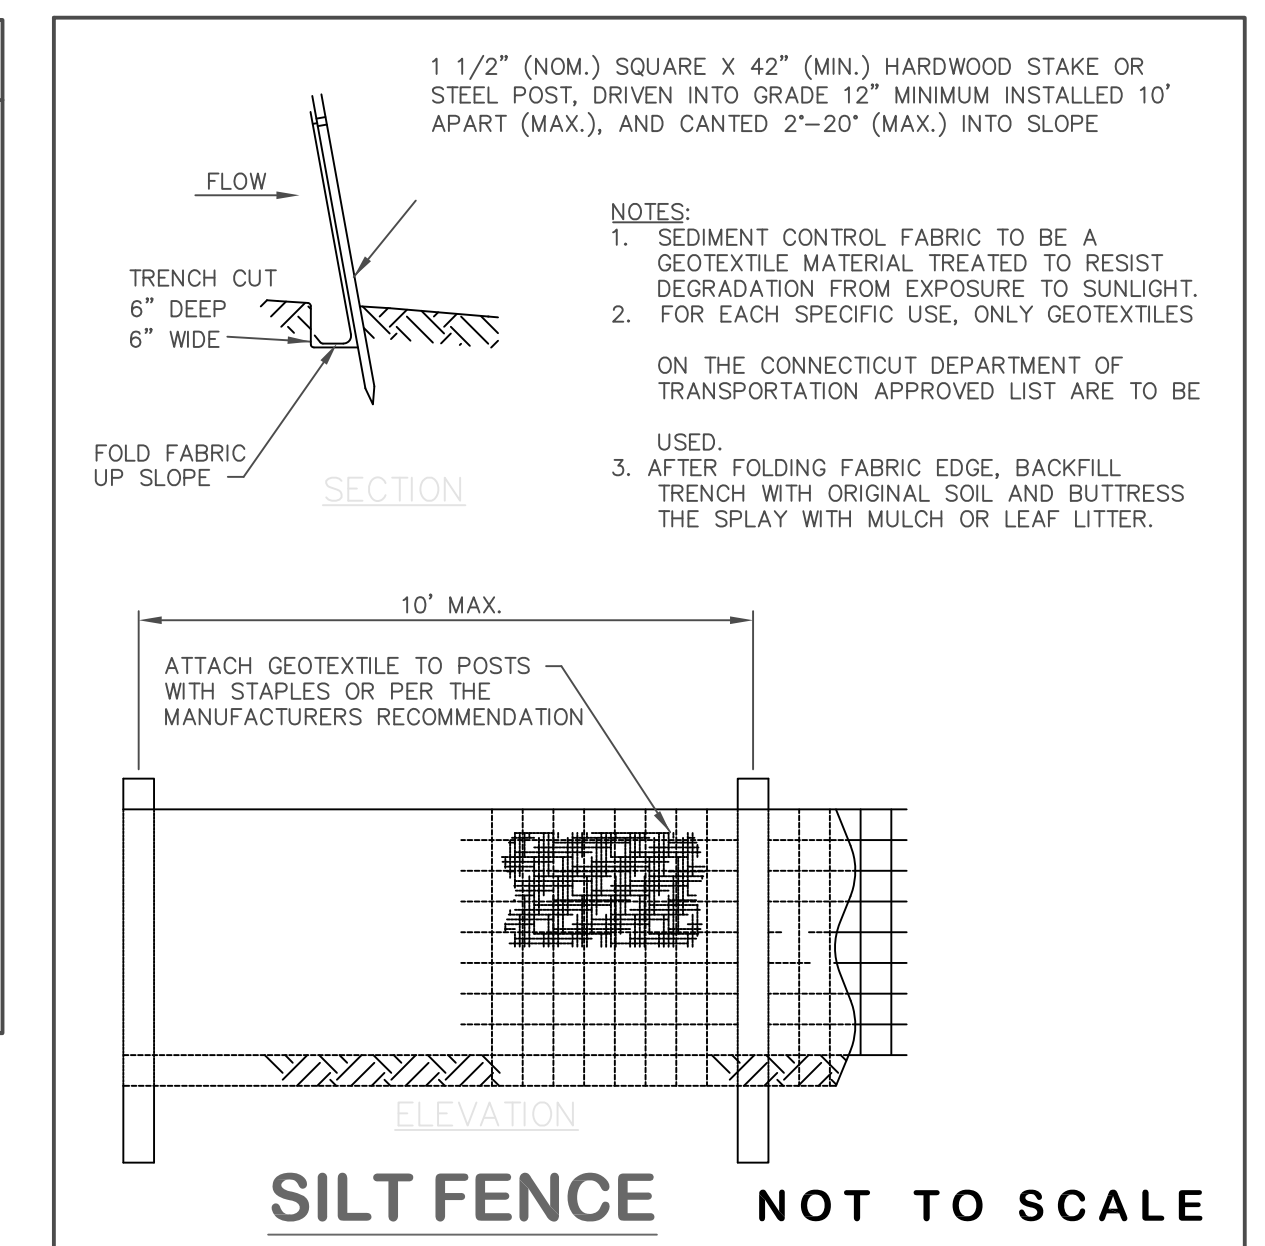 1 1/2” (NOM.) SQUARE X 42” (MIN.) HARDWOOD STAKE OR
STEEL POST, DRIVEN INTO GRADE 12” MINIMUM INSTALLED 10’
APART (MAX.), AND CANTED 2°–20° (MAX.) INTO SLOPE
FLOW
TRENCH CUT
6” DEEP
6” WIDE
FOLD FABRIC
UP SLOPE
SECTION
NOTES:
1. SEDIMENT CONTROL FABRIC TO BE A
GEOTEXTILE MATERIAL TREATED TO RESIST
DEGRADATION FROM EXPOSURE TO SUNLIGHT.
2. FOR EACH SPECIFIC USE, ONLY GEOTEXTILES
ON THE CONNECTICUT DEPARTMENT OF
TRANSPORTATION APPROVED LIST ARE TO BE
USED.
3. AFTER FOLDING FABRIC EDGE, BACKFILL
TRENCH WITH ORIGINAL SOIL AND BUTTRESS
THE SPLAY WITH MULCH OR LEAF LITTER.
10’ MAX.
ATTACH GEOTEXTILE TO POSTS
WITH STAPLES OR PER THE
MANUFACTURERS RECOMMENDATION
ELEVATION
SILT FENCE
NOT TO SCALE